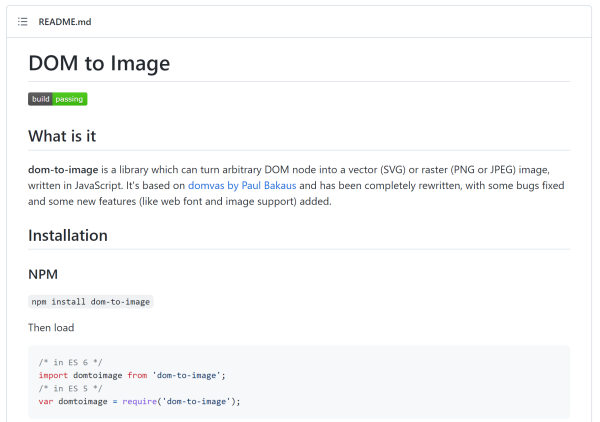 README.md
DOM to Image
build passing
What is it
dom-to-image is a library which can turn arbitrary DOM node into a vector (SVG) or raster (PNG or JPEG) image,
written in JavaScript. It's based on domvas by Paul Bakaus and has been completely rewritten, with some bugs fixed
and some new features (like web font and image support) added.
Installation
NPM
npm install dom-to-image
Then load
/* in ES 6 */
import domtoimage from 'dom-to-image';
/* in ES 5 */
var domtoimage = require('dom-to-image');